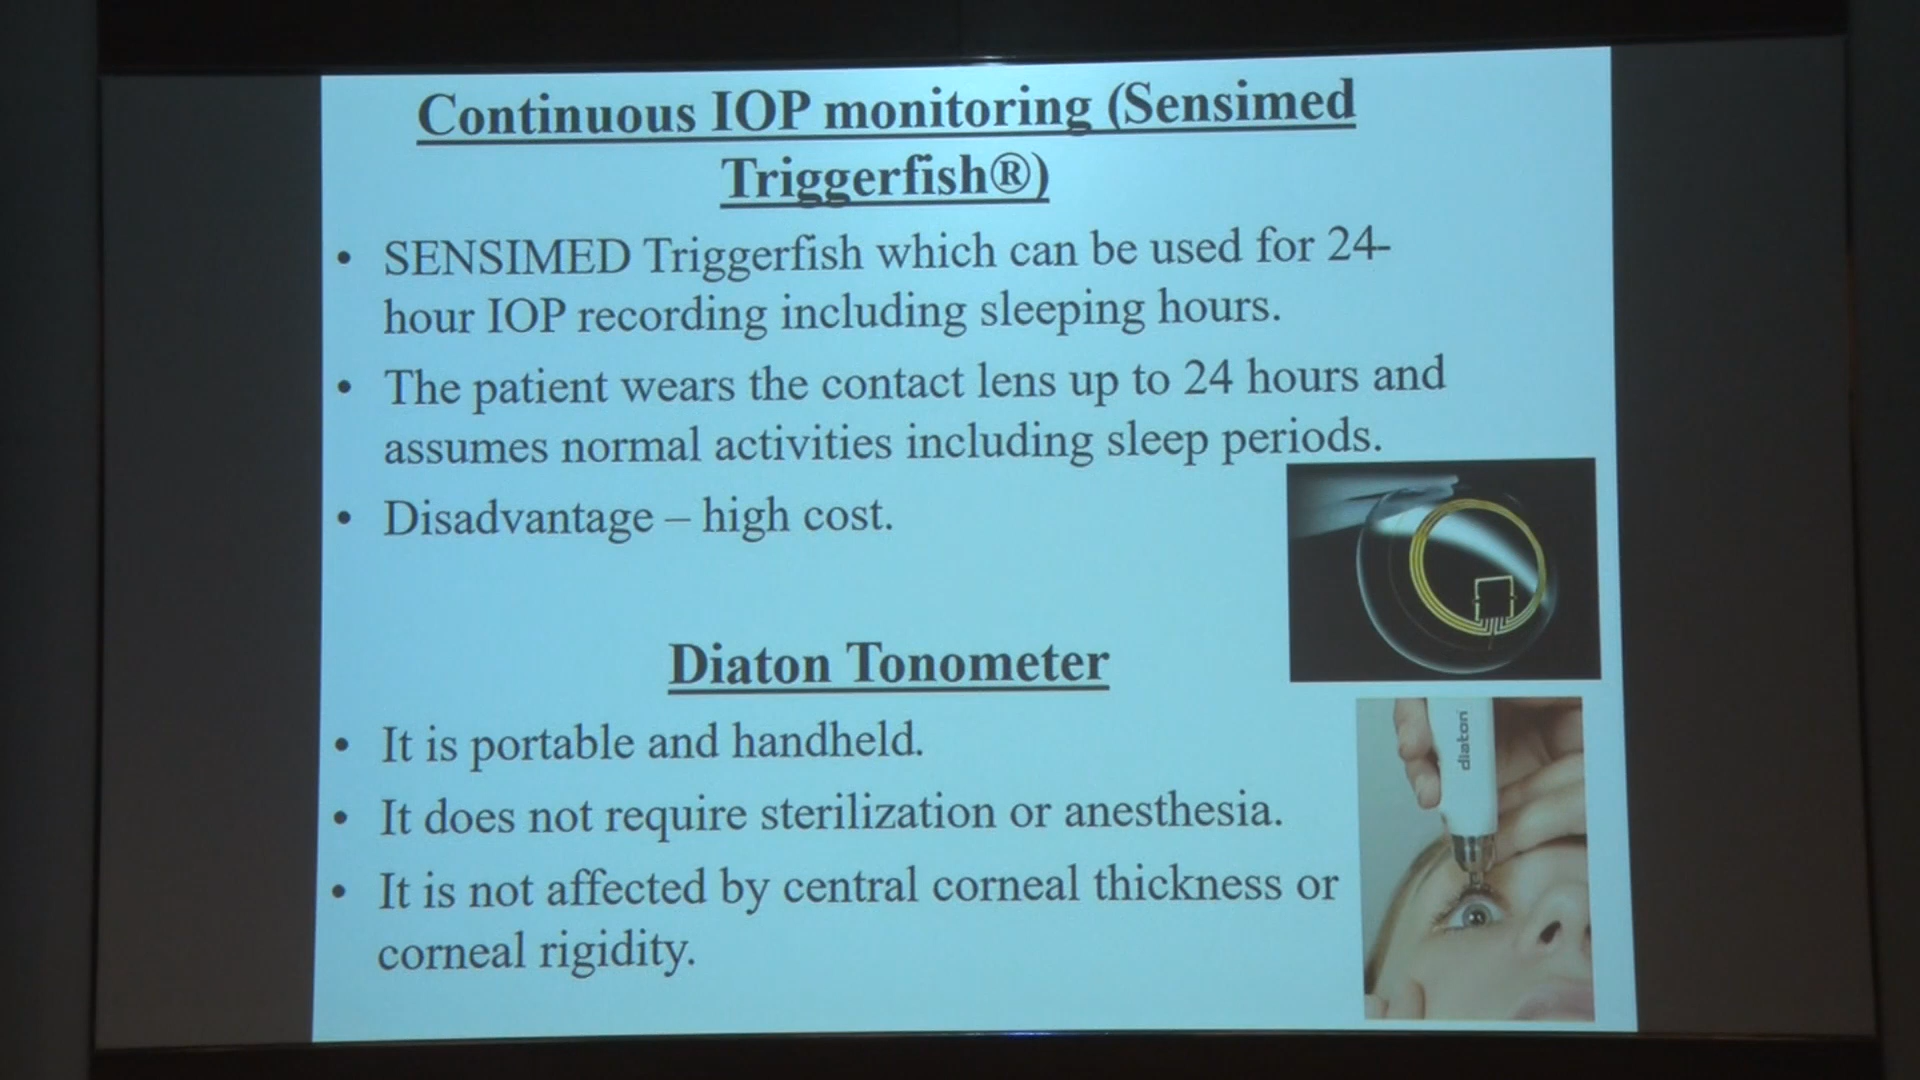 Continuous IOP monitoring (Sensimed
Triggerfish®)
• SENSIMED Triggerfish which can be used for 24-
hour IOP recording including sleeping hours.
• The patient wears the contact lens up to 24 hours and
assumes normal activities including sleep periods.
• Disadvantage – high cost.
Diaton Tonometer
• It is portable and handheld.
• It does not require sterilization or anesthesia.
• It is not affected by central corneal thickness or
corneal rigidity.
diaton